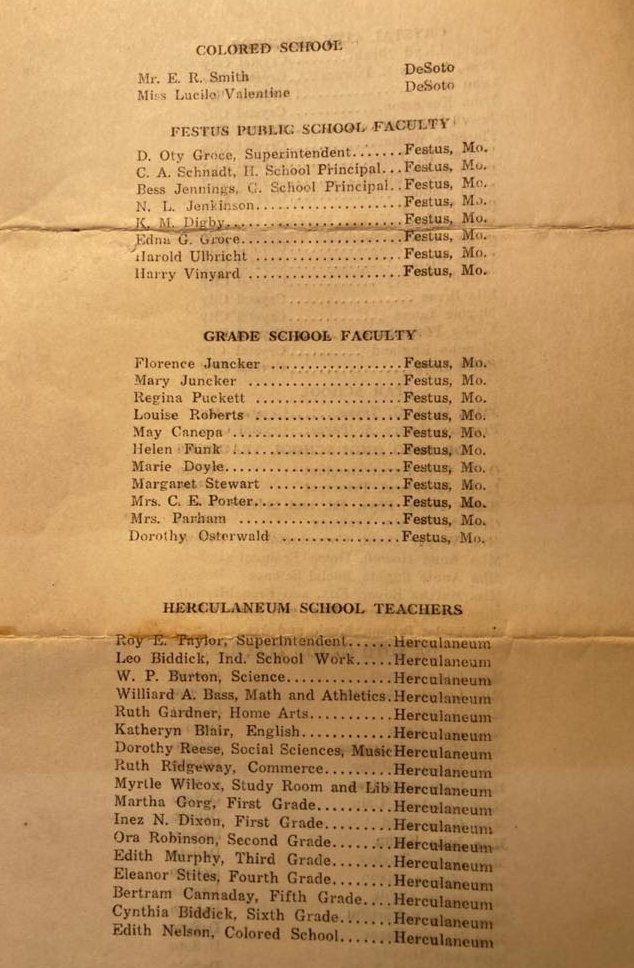 COLORED SCHOOL
Mr. E. R. Smith DeSoto
Miss Lucile Valentine DeSoto
FESTUS PUBLIC SCHOOL FACULTY
D. Oty Groce, Superintendent.......Festus, Mo.
C. A. Schnadt, H. School Principal...Festus, Mo.
Bess Jennings, G. School Principal..Festus, Mo.
N. L. Jenkinson....................Festus, Mo.
K. M. Digby........................Festus, Mo.
Edna G. Groce......................Festus, Mo.
Harold Ulbricht ...................Festus, Mo.
Harry Vinyard .....................Festus, Mo.
GRADE SCHOOL FACULTY
Florence Juncker .................Festus, Mo.
Mary Juncker ....................Festus, Mo.
Regina Puckett ...................Festus, Mo.
Louise Roberts ...................Festus, Mo.
May Canepa ......................Festus, Mo.
Helen Funk ......................Festus, Mo.
Marie Doyle.......................Festus, Mo.
Margaret Stewart .................Festus, Mo.
Mrs. C. E. Porter...................Festus, Mo.
Mrs. Parham .....................Festus, Mo.
Dorothy Osterwald ...............Festus, Mo.
HERCULANEUM SCHOOL TEACHERS
Roy E. Taylor, Superintendent......Herculaneum
Leo Biddick, Ind. School Work.....Herculaneum
W. P. Burton, Science.............Herculaneum
Williard A. Bass, Math and Athletics.Herculaneum
Ruth Gardner, Home Arts..........Herculaneum
Katheryn Blair, English...........Herculaneum
Dorothy Reese, Social Sciences, Music Herculaneum
Ruth Ridgeway, Commerce.........Herculaneum
Myrtle Wilcox, Study Room and Lib Herculaneum
Martha Gorg, First Grade.........Herculaneum
Inez N. Dixon, First Grade........Herculaneum
Ora Robinson, Second Grade.......Herculaneum
Edith Murphy, Third Grade.......Herculaneum
Eleanor Stites, Fourth Grade.......Herculaneum
Bertram Cannaday, Fifth Grade....Herculaneum
Cynthia Biddick, Sixth Grade......Herculaneum
Edith Nelson, Colored School.......Herculaneum